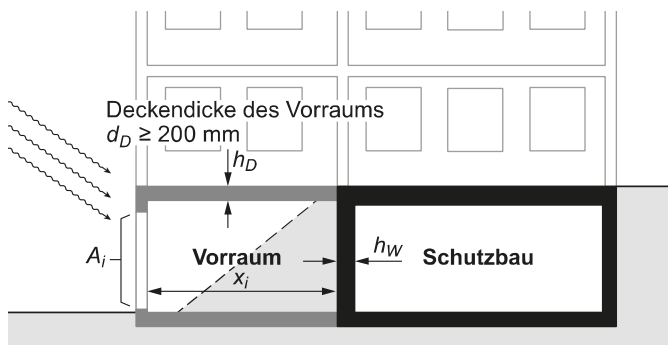 Deckendicke des Vorraums
d_D ≥ 200 mm
h_D
A_i
Vorraum
x_i
h_W
Schutzbau